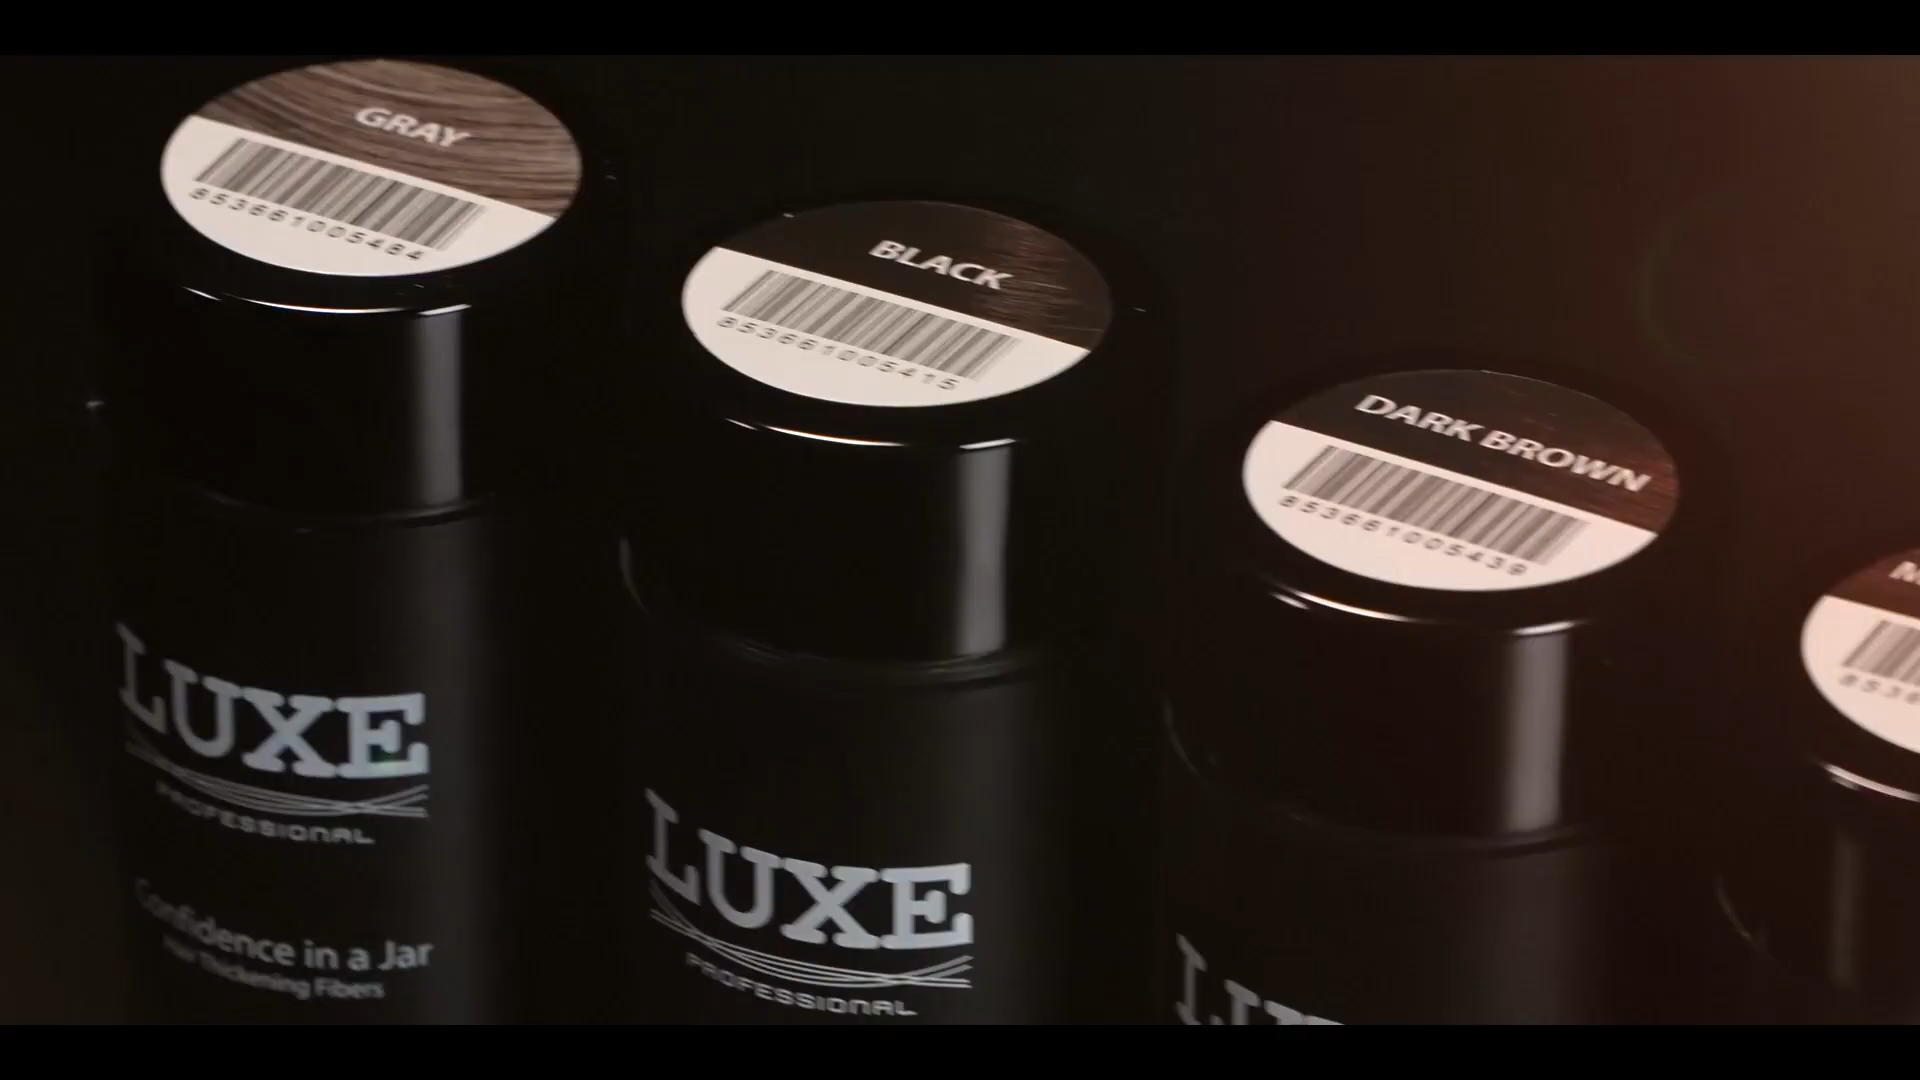 GRAY
853661005484
BLACK
853661005415
DARK BROWN
853661005439
LUXE
PROFESSIONAL
Confidence in a Jar
Hair Thickening Fibers
LUXE
PROFESSIONAL